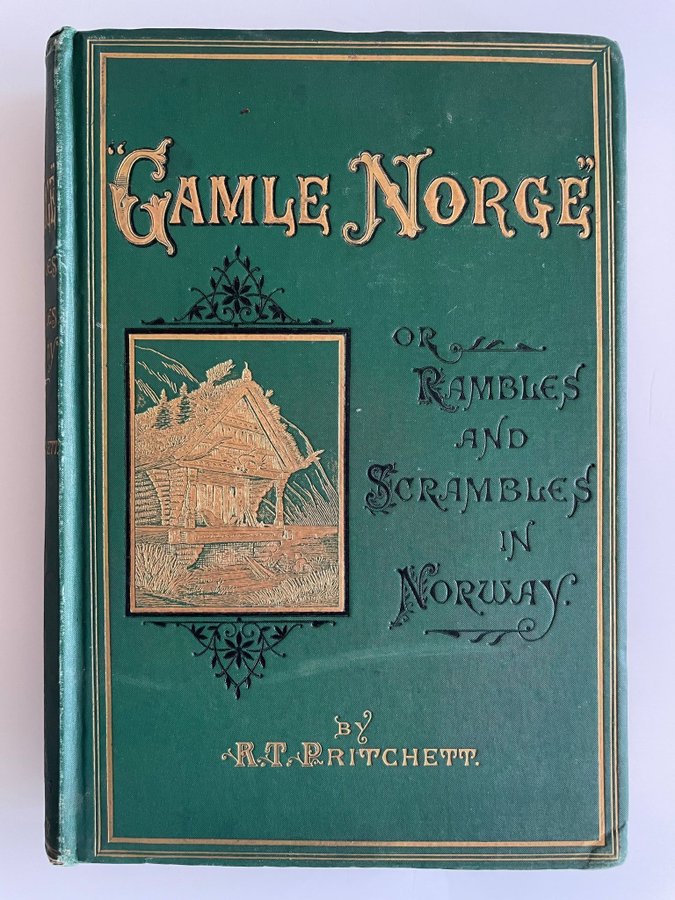 "GAMLE NORGE"
OR
RAMBLES
AND
SCRAMBLES
IN
NORWAY.
BY
R.T. PRITCHETT.